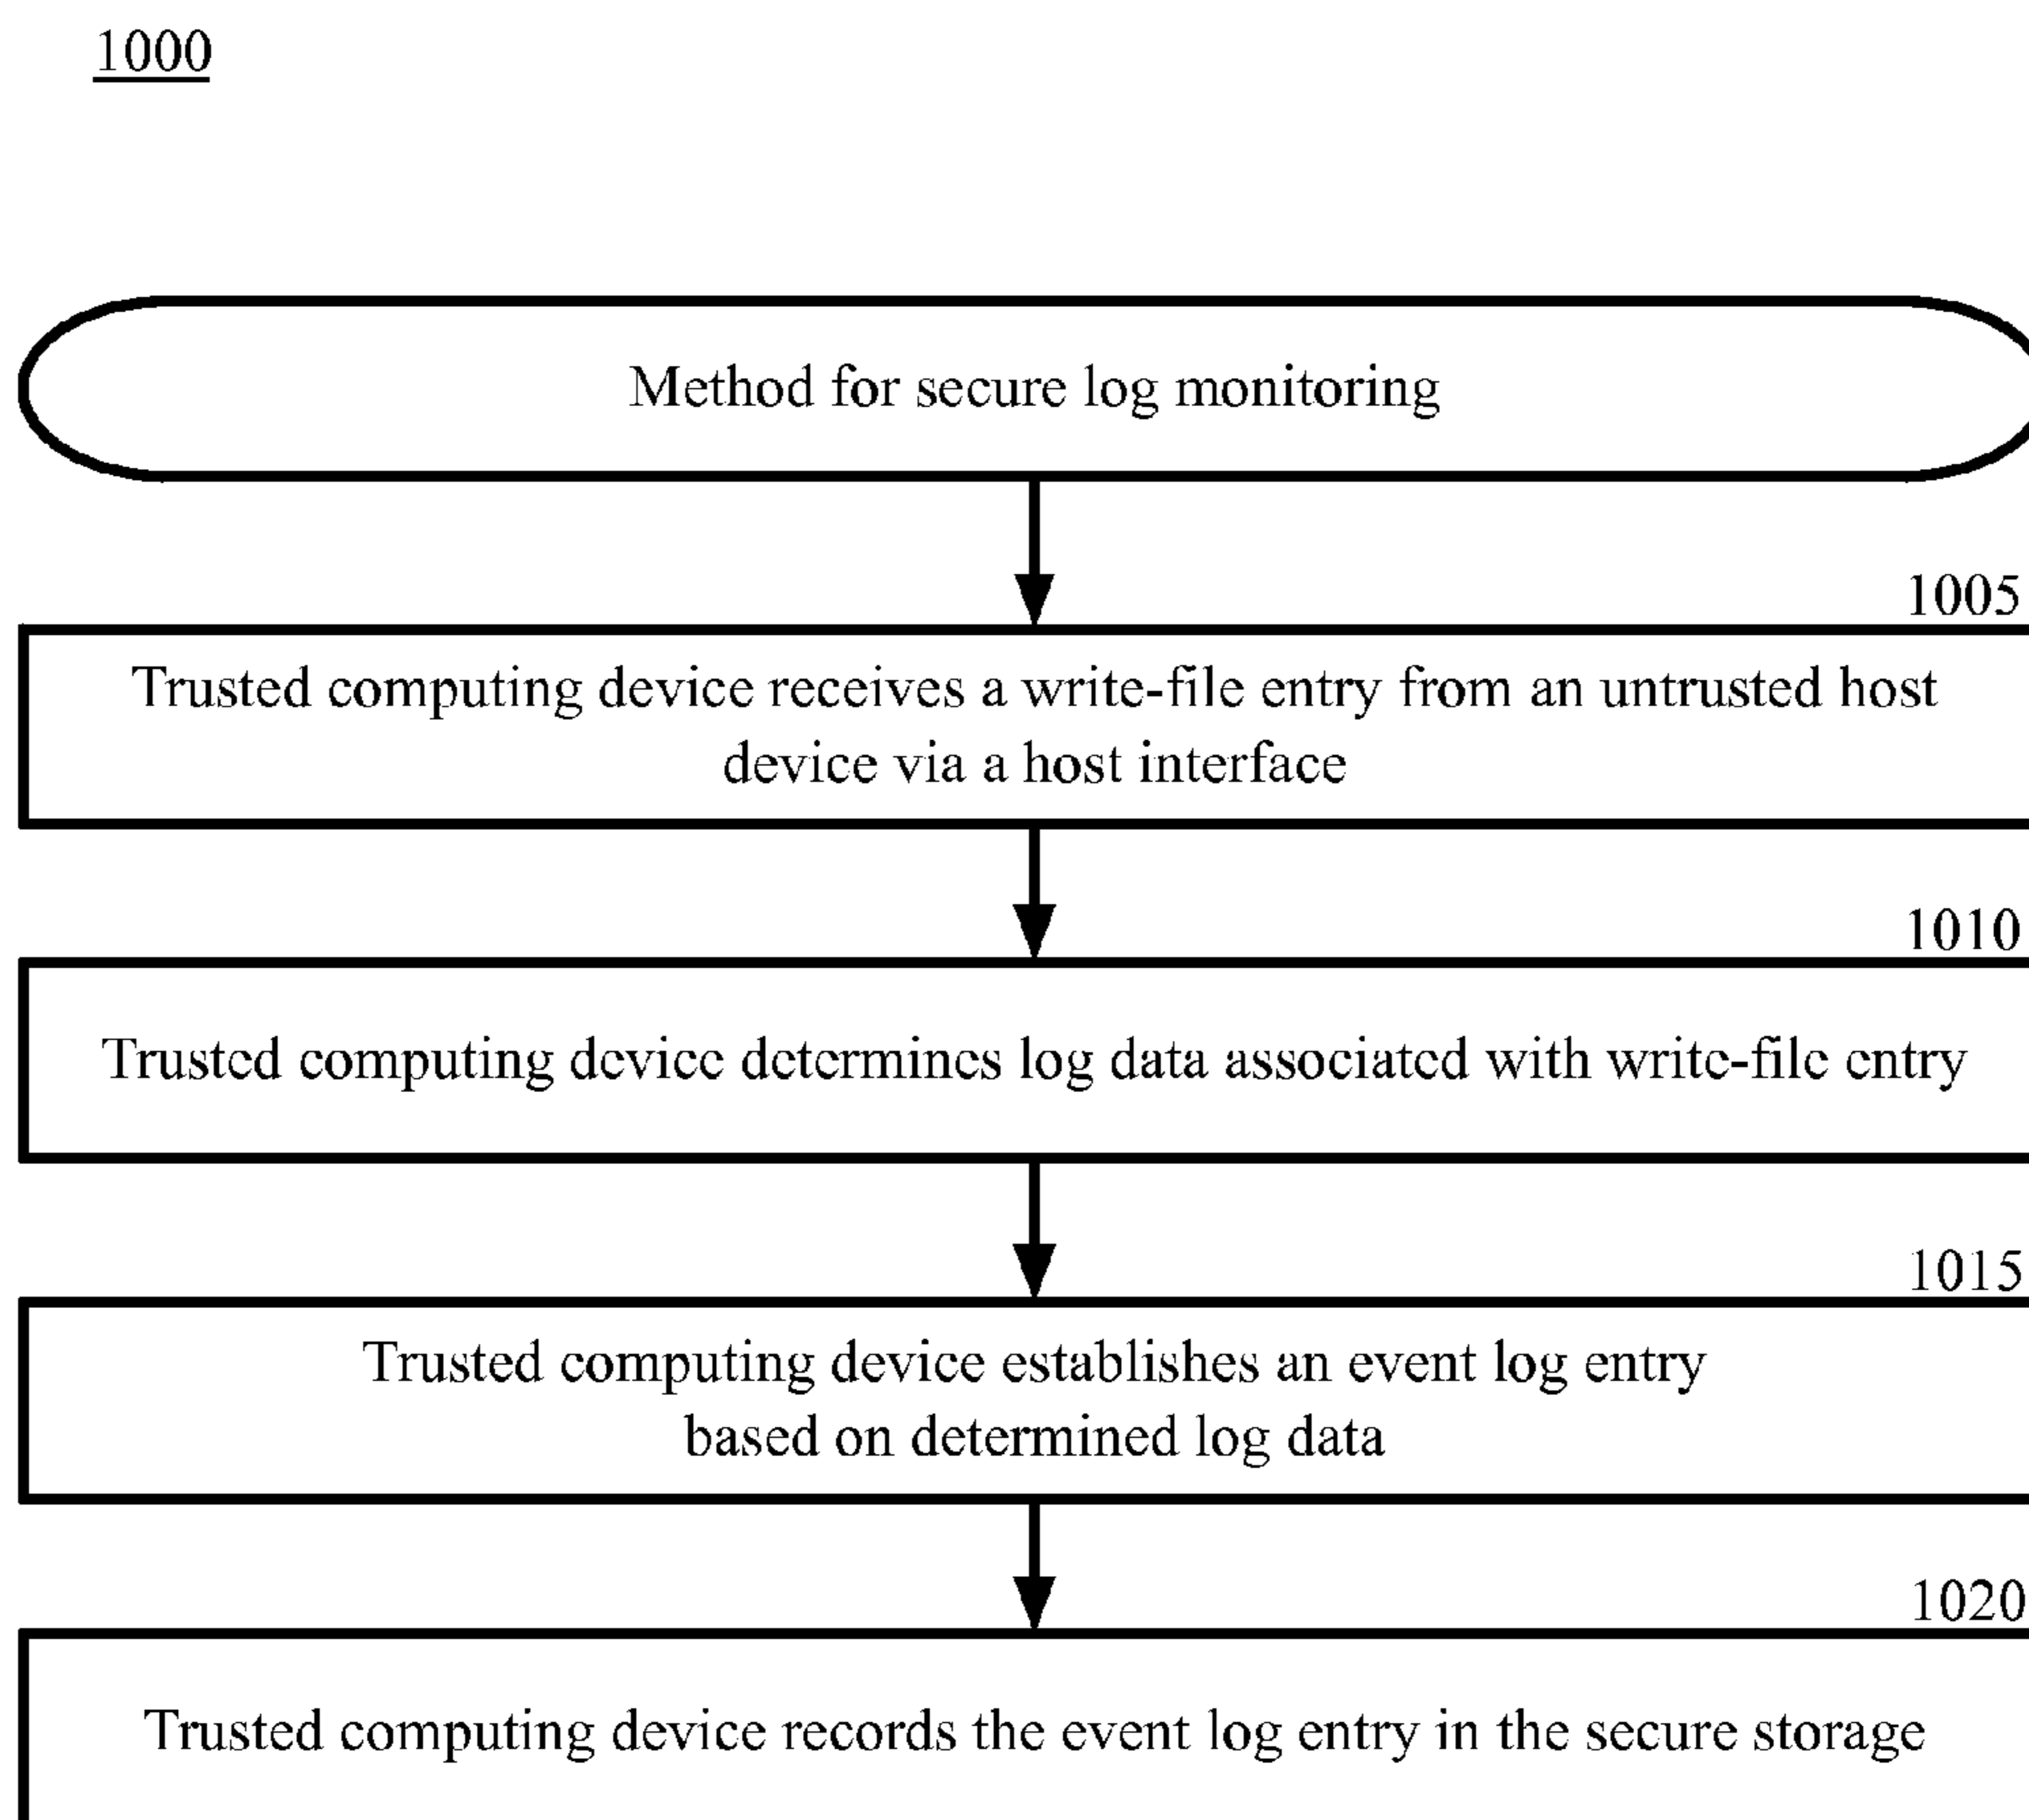 1000
Method for secure log monitoring
1005
Trusted computing device receives a write-file entry from an untrusted host
device via a host interface
1010
Trusted computing device determines log data associated with write-file entry
1015
Trusted computing device establishes an event log entry
based on determined log data
1020
Trusted computing device records the event log entry in the secure storage